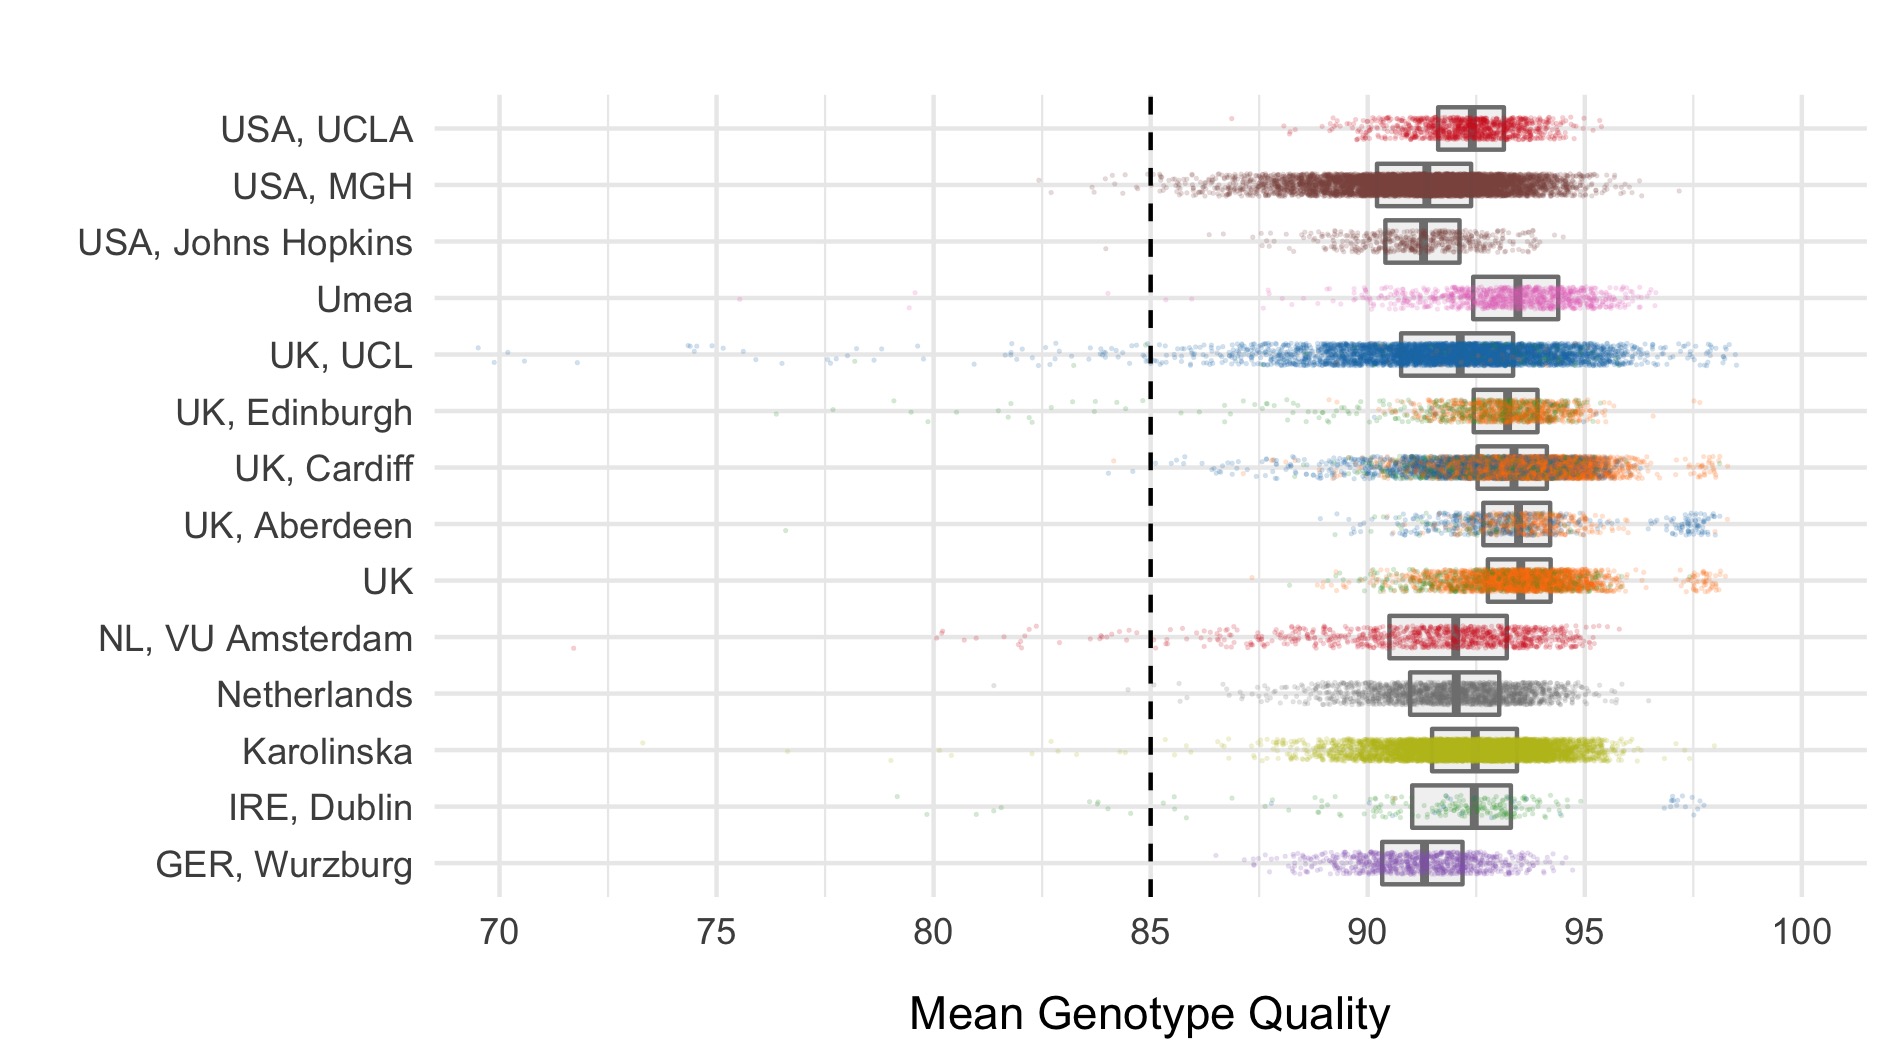 USA, UCLA
USA, MGH
USA, Johns Hopkins
Umea
UK, UCL
UK, Edinburgh
UK, Cardiff
UK, Aberdeen
UK
NL, VU Amsterdam
Netherlands
Karolinska
IRE, Dublin
GER, Wurzburg
70 75 80 85 90 95 100
Mean Genotype Quality